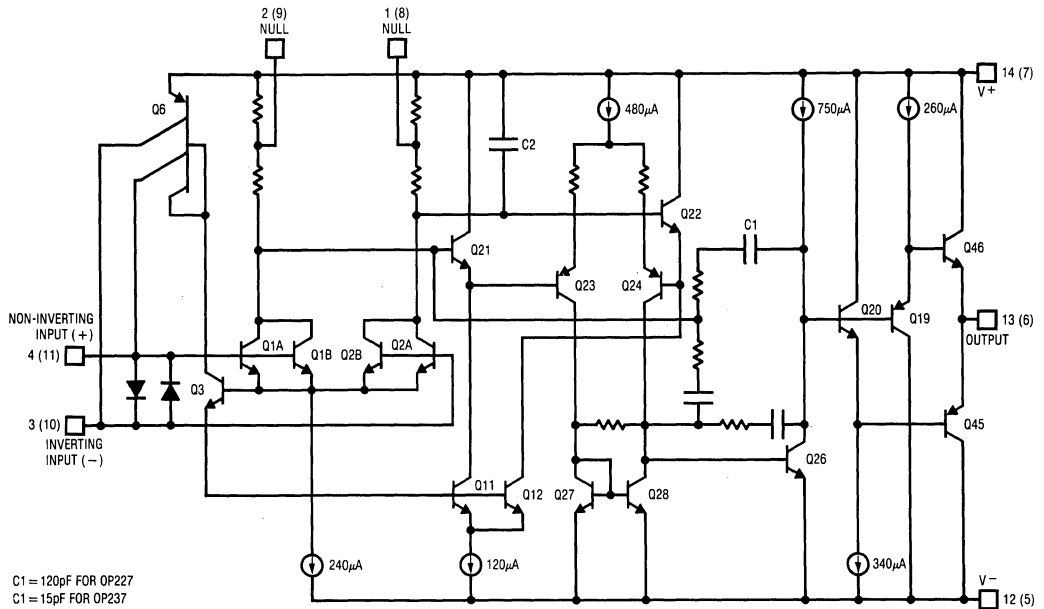 2 (9)
NULL
1 (8)
NULL
14 (7)
V+
Q6
480µA
750µA
260µA
C2
Q22
C1
Q21
Q46
Q23
Q24
Q20
Q19
NON-INVERTING
INPUT (+)
4 (11)
13 (6)
OUTPUT
Q1A
Q1B
Q2B
Q2A
Q3
3 (10)
INVERTING
INPUT (−)
Q45
Q26
Q11
Q12
Q27
Q28
240µA
120µA
340µA
C1 = 120pF FOR OP227
C1 = 15pF FOR OP237
V−
12 (5)